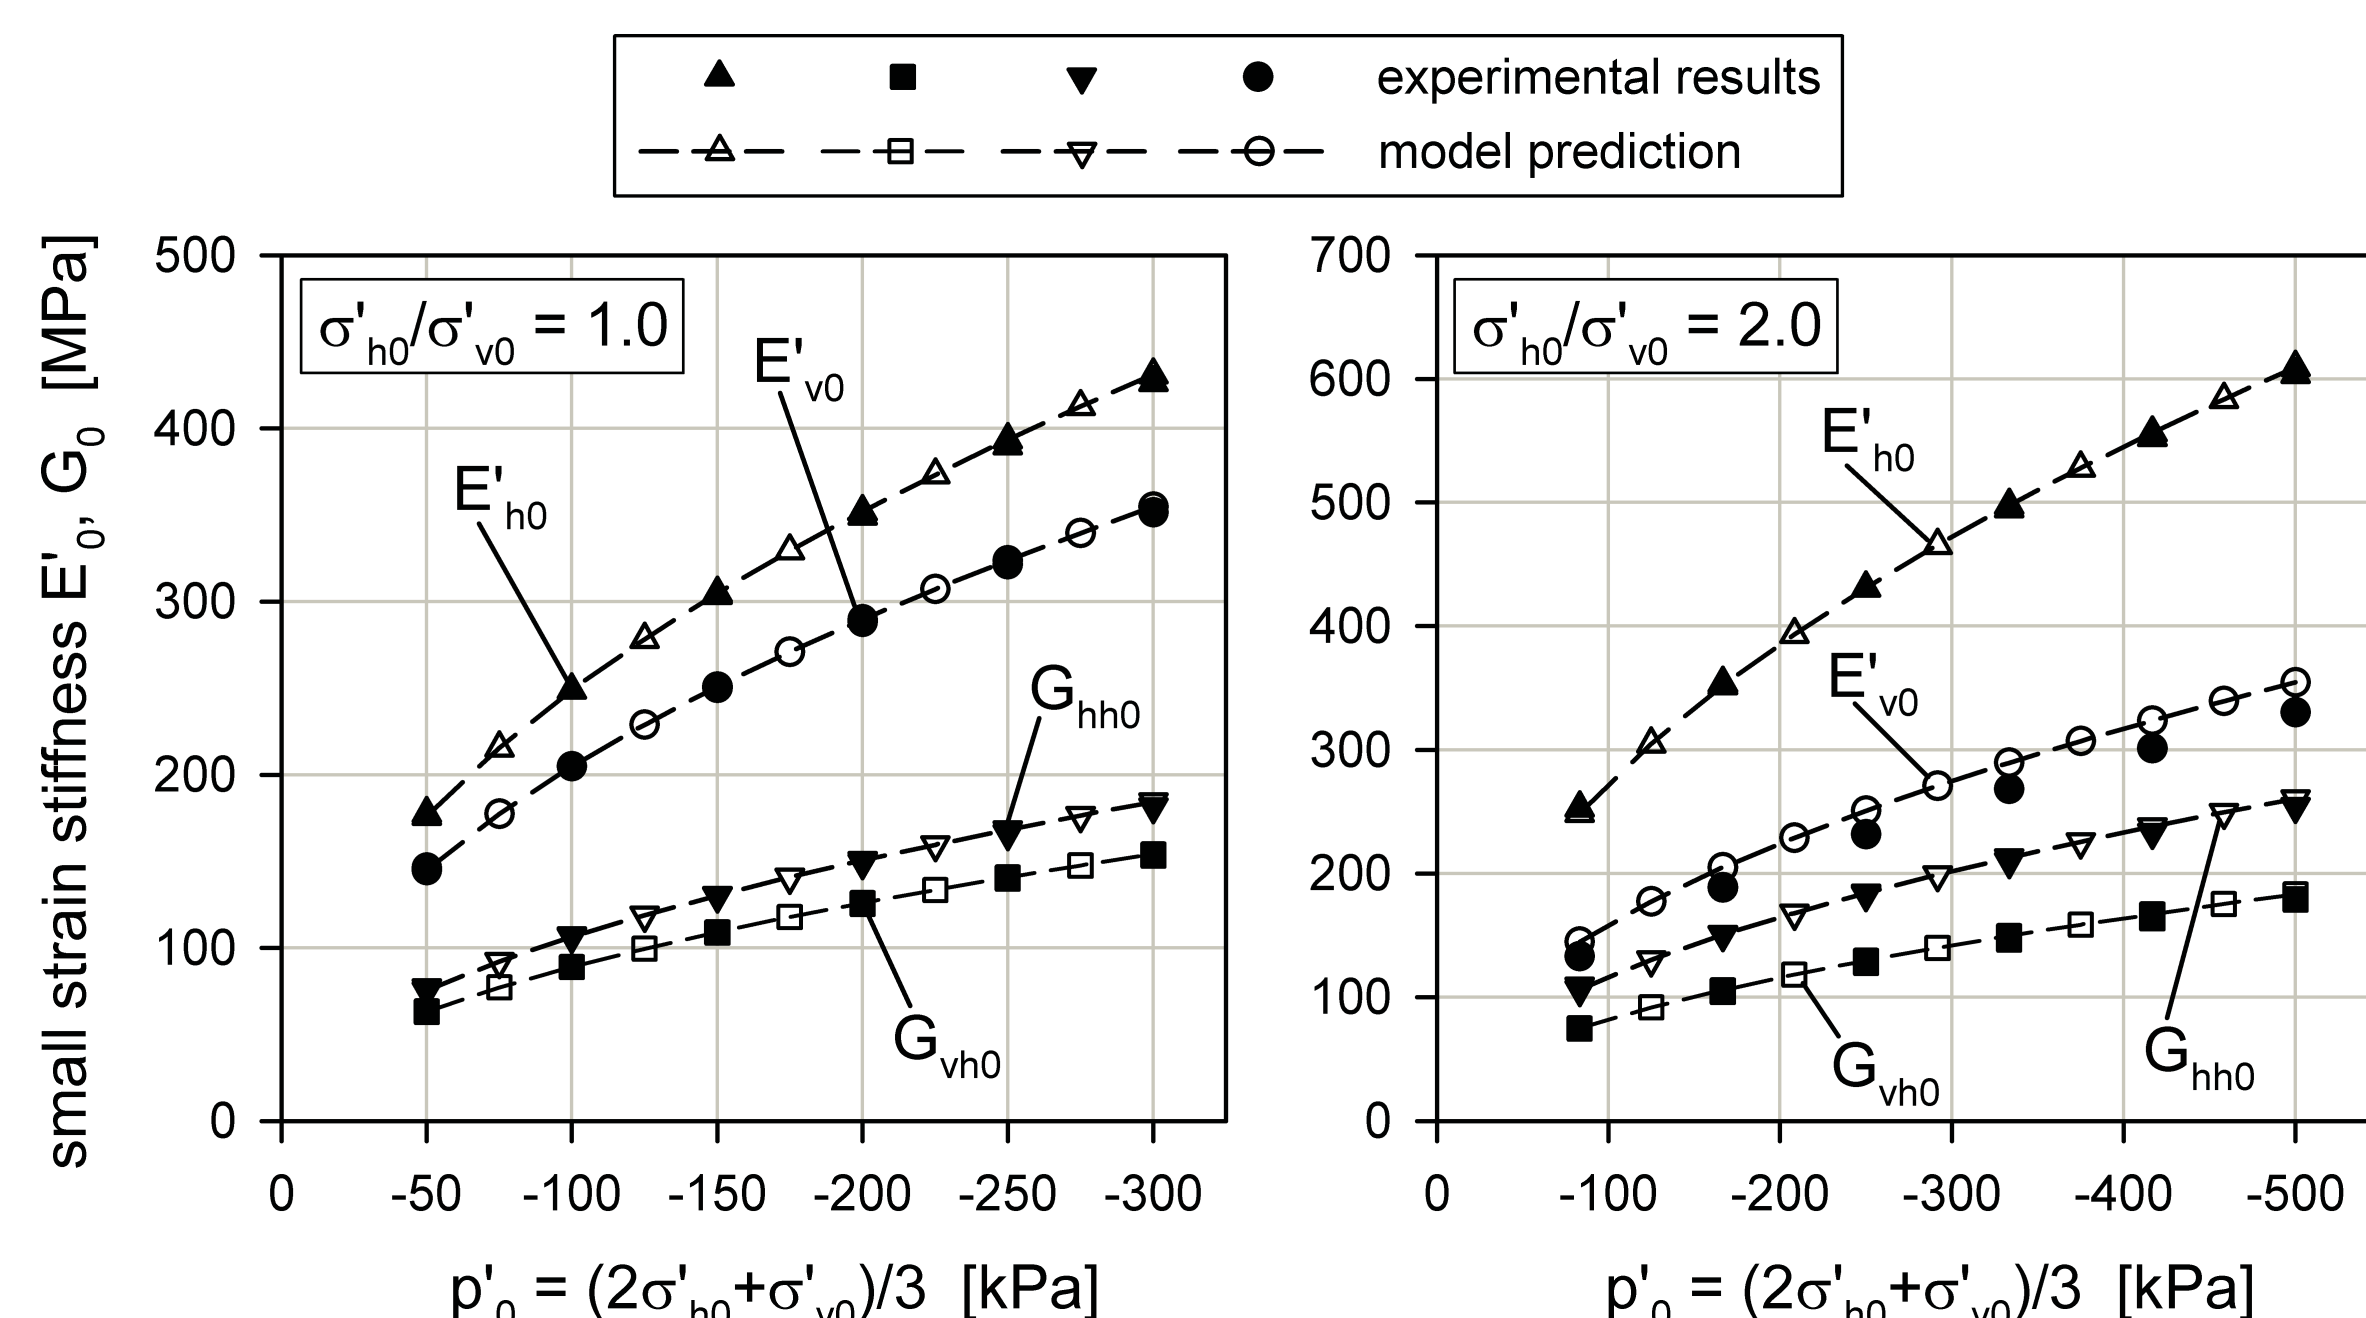 experimental results
model prediction
small strain stiffness E'0, G0 [MPa]
500
400
300
200
100
0
σ'h0/σ'v0 = 1.0
E'v0
E'h0
Ghh0
Gvh0
0 -50 -100 -150 -200 -250 -300
p'0 = (2σ'h0+σ'v0)/3 [kPa]
700
600
500
400
300
200
100
0
σ'h0/σ'v0 = 2.0
E'h0
E'v0
Gvh0
Ghh0
0 -100 -200 -300 -400 -500
p'0 = (2σ'h0+σ'v0)/3 [kPa]